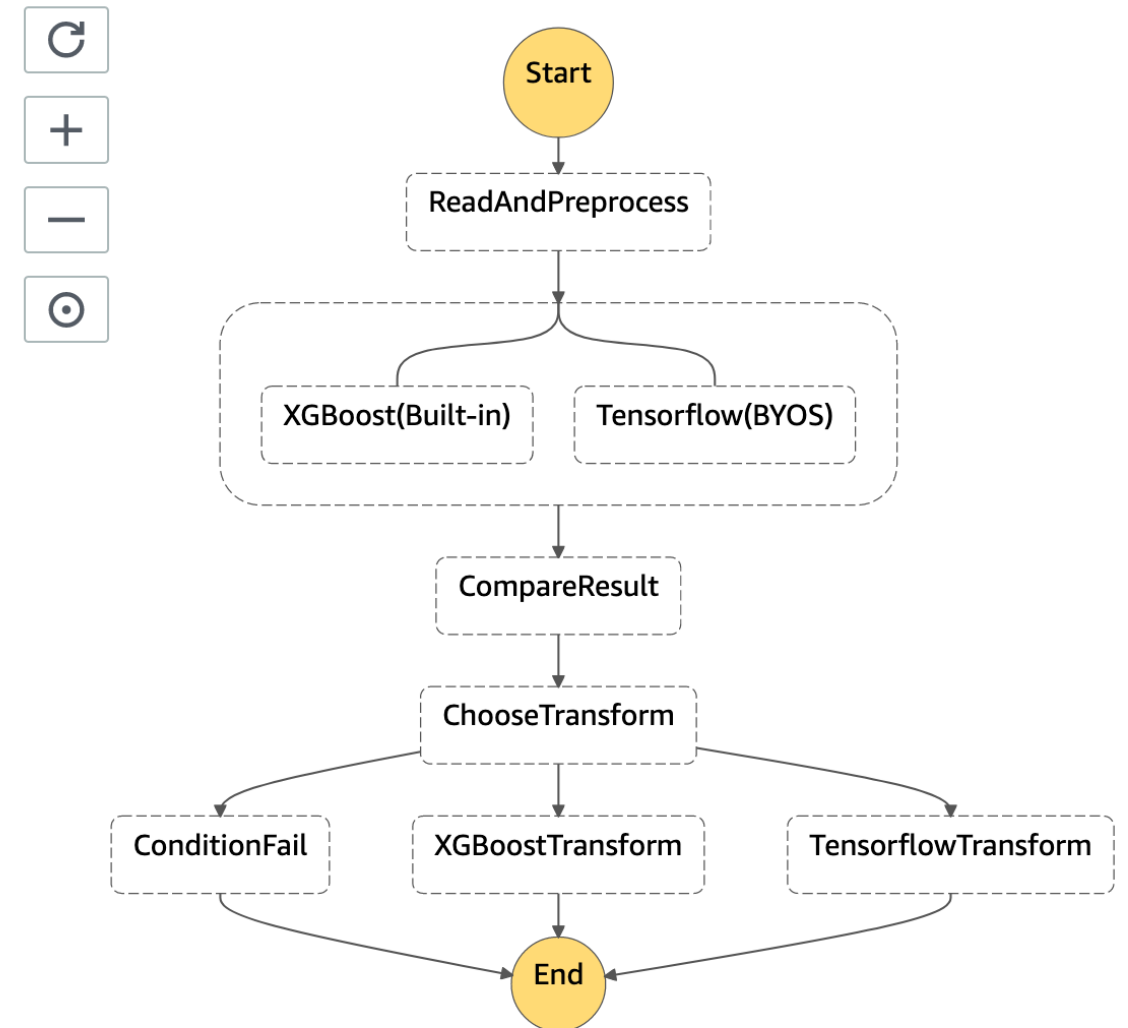 Start
ReadAndPreprocess
XGBoost(Built-in)
Tensorflow(BYOS)
CompareResult
ChooseTransform
ConditionFail
XGBoostTransform
TensorflowTransform
End